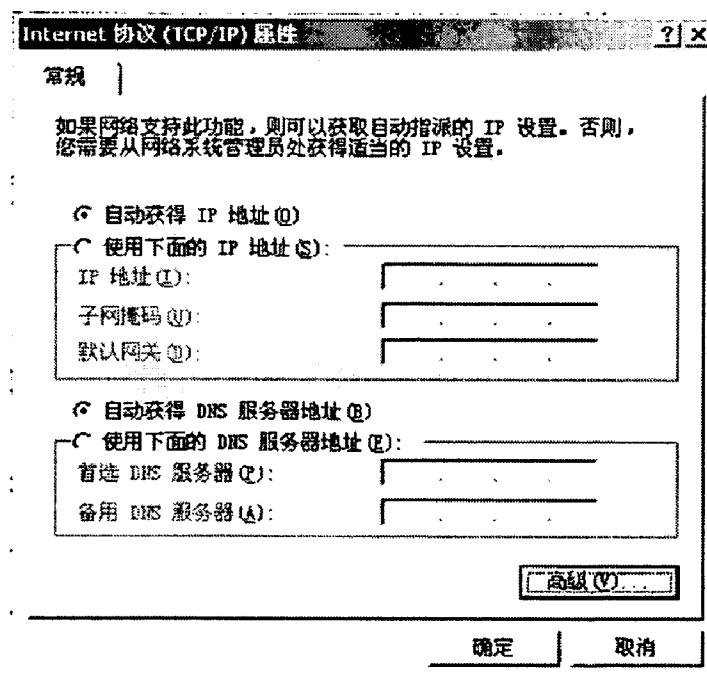 Internet 协议 (TCP/IP) 属性
常规
如果网络支持此功能，则可以获取自动指派的 IP 设置。否则，
您需要从网络系统管理员处获得适当的 IP 设置。
自动获得 IP 地址(O)
使用下面的 IP 地址(S):
IP 地址(I):
子网掩码(U):
默认网关(D):
自动获得 DNS 服务器地址(B)
使用下面的 DNS 服务器地址(E):
首选 DNS 服务器(P):
备用 DNS 服务器(A):
高级(V)...
确定
取消